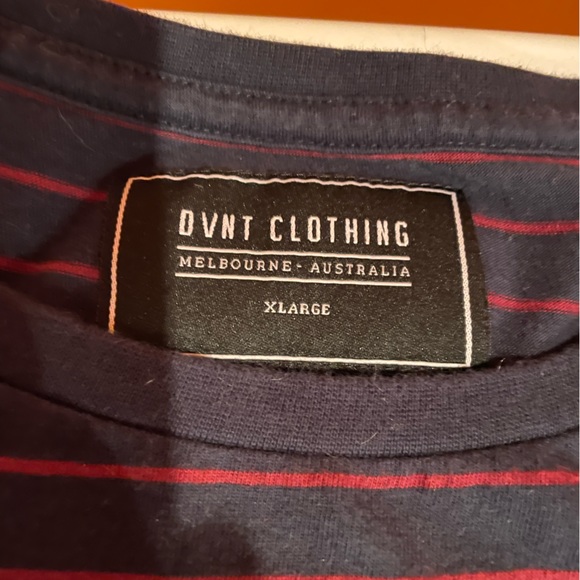 DVNT CLOTHING
MELBOURNE - AUSTRALIA
XLARGE